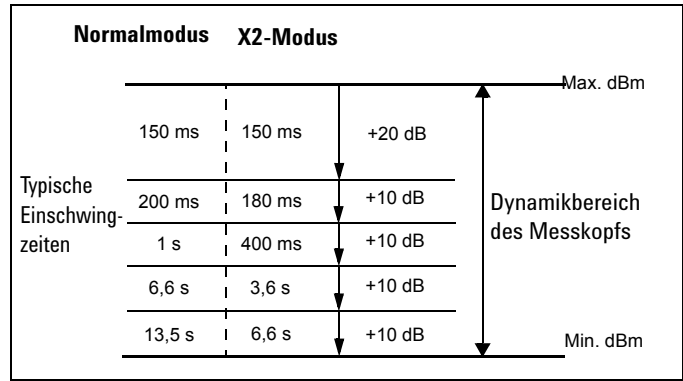 Normalmodus X2-Modus
Max. dBm
150 ms 150 ms +20 dB
Typische
Einschwing-
zeiten
200 ms 180 ms +10 dB
Dynamikbereich
des Messkopfs
1 s 400 ms +10 dB
6,6 s 3,6 s +10 dB
13,5 s 6,6 s +10 dB
Min. dBm